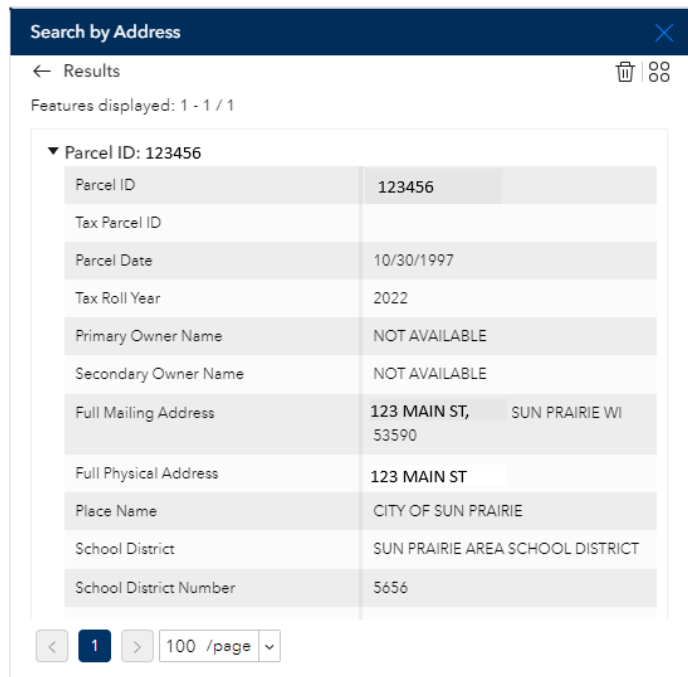 Search by Address
Results
Features displayed: 1 - 1 / 1
Parcel ID: 123456
Parcel ID 123456
Tax Parcel ID
Parcel Date 10/30/1997
Tax Roll Year 2022
Primary Owner Name NOT AVAILABLE
Secondary Owner Name NOT AVAILABLE
Full Mailing Address 123 MAIN ST, SUN PRAIRIE WI
53590
Full Physical Address 123 MAIN ST
Place Name CITY OF SUN PRAIRIE
School District SUN PRAIRIE AREA SCHOOL DISTRICT
School District Number 5656
1 100 /page